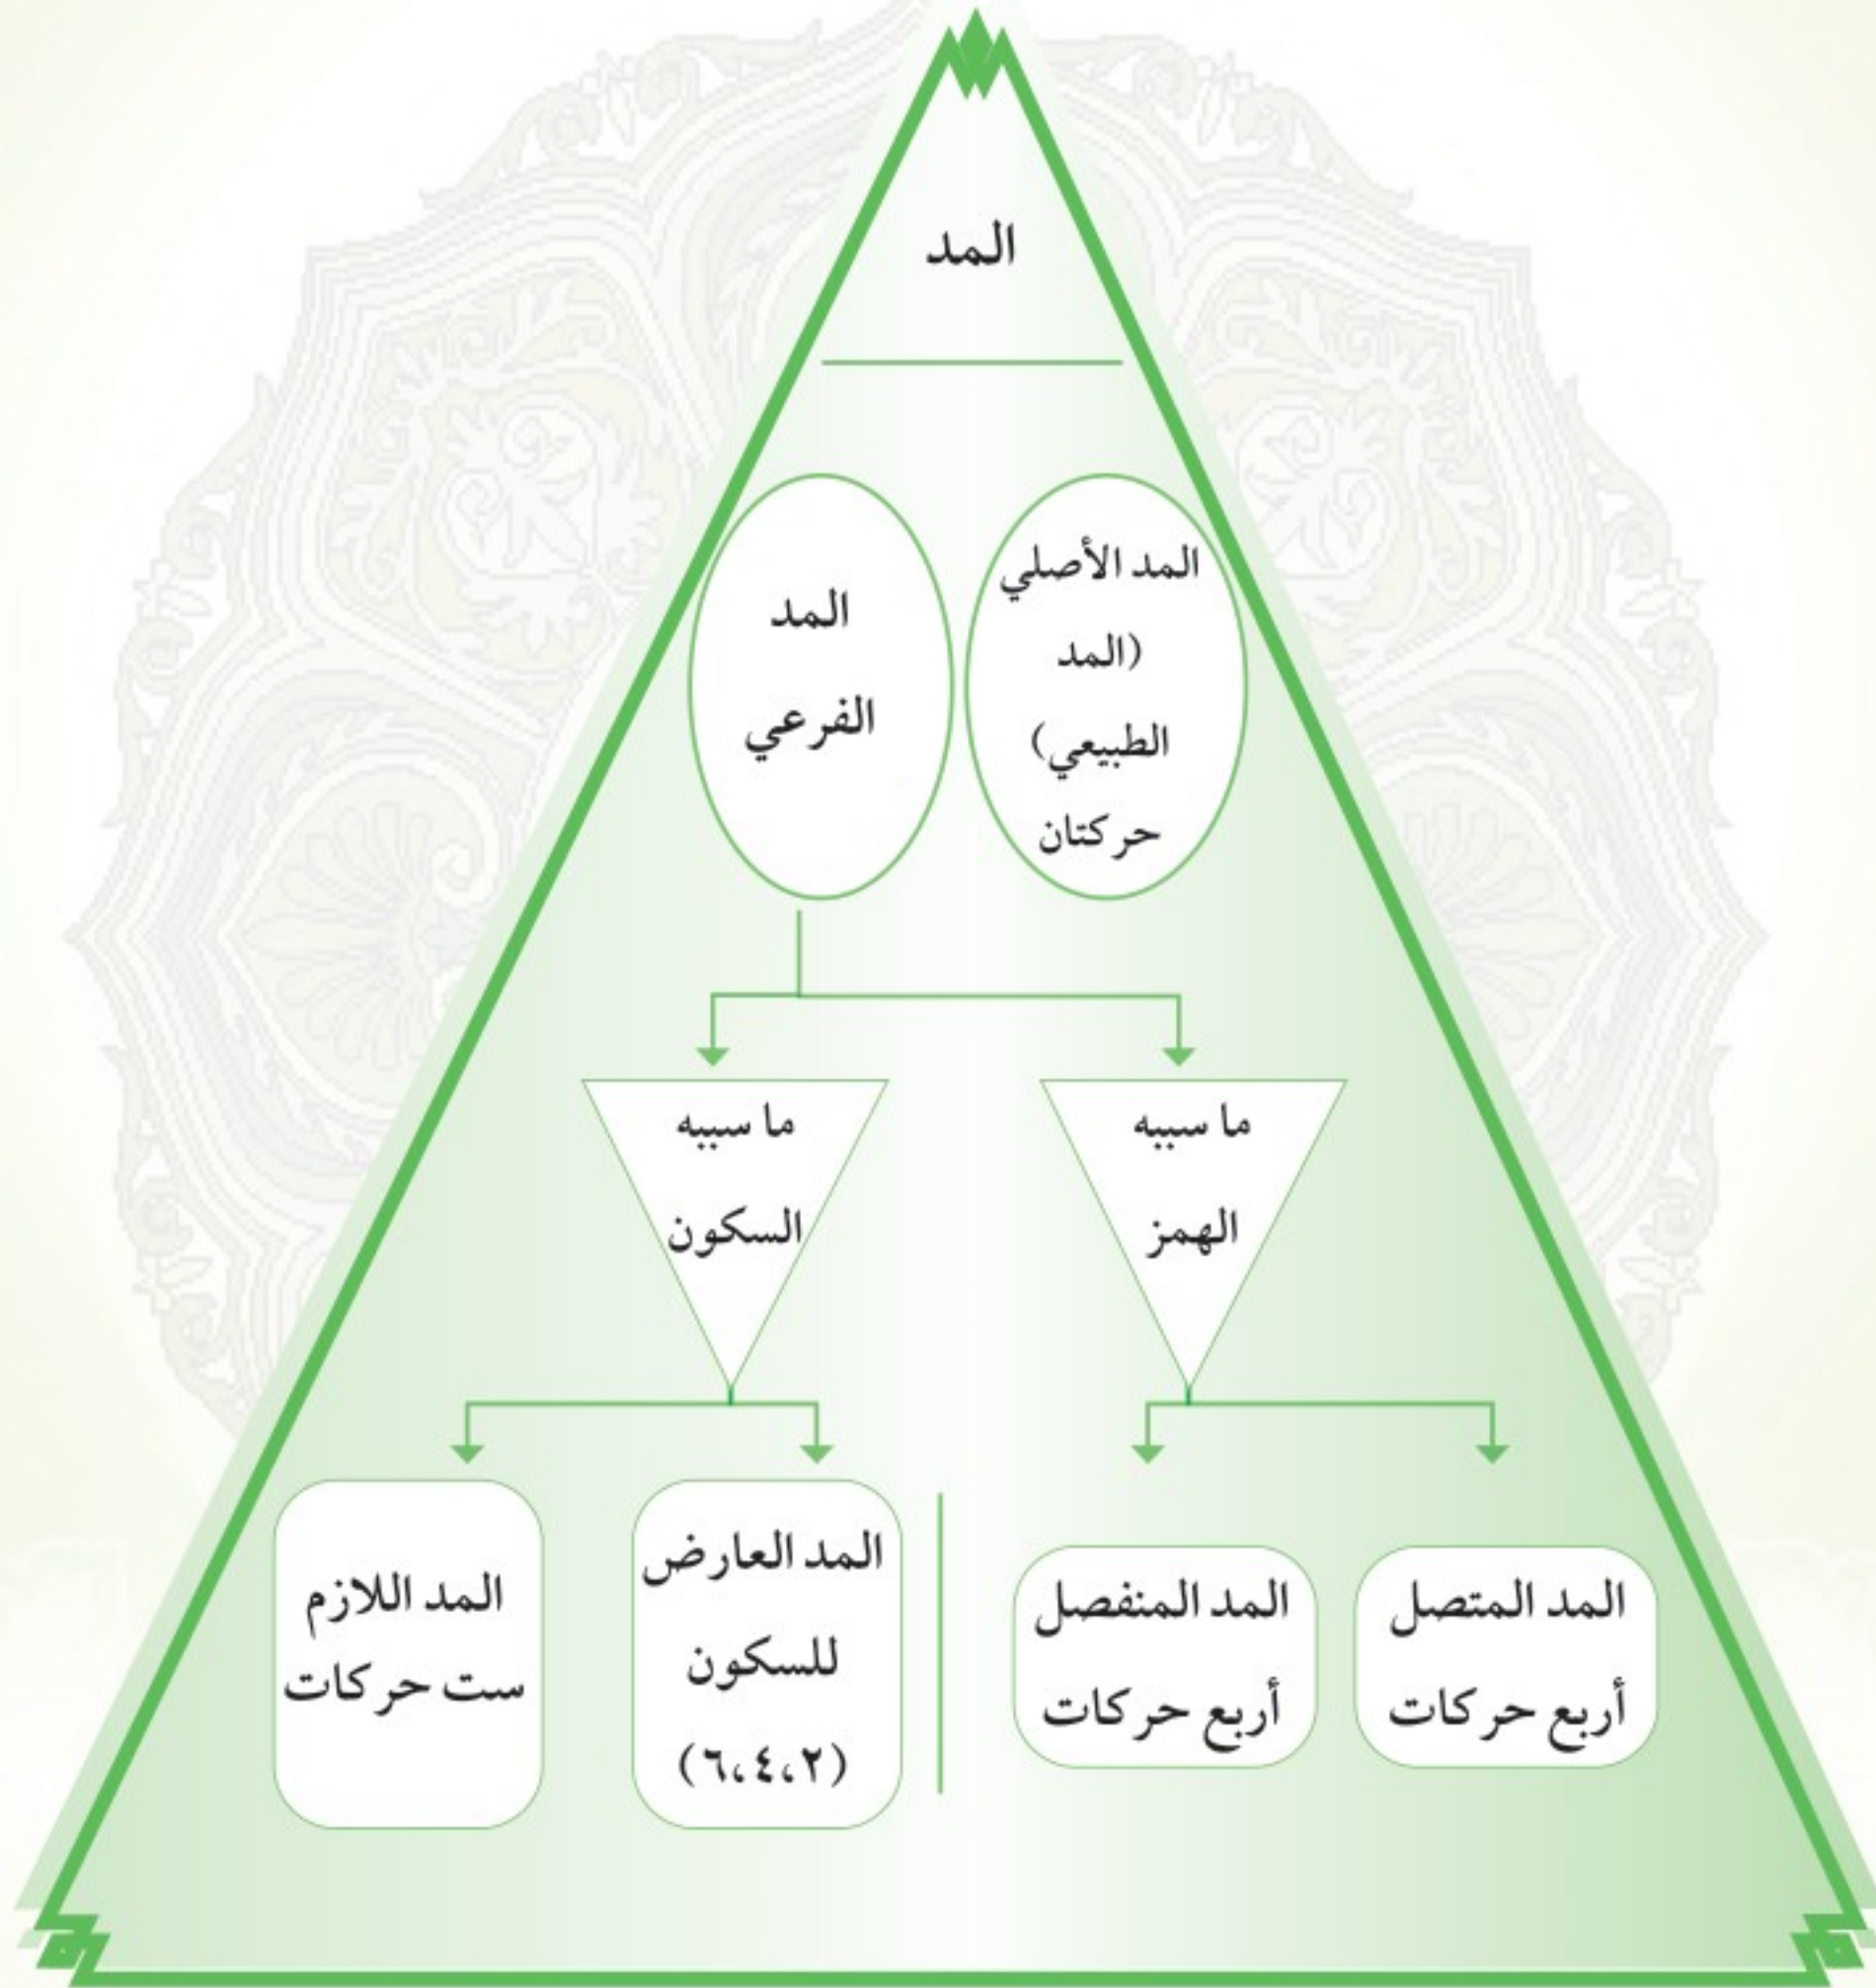 المد
المد الأصلي
(المد
الطبيعي)
حركتان
المد
الفرعي
ما سببه
الهمز
ما سببه
السكون
المد المتصل
أربع حركات
المد المنفصل
أربع حركات
المد العارض
للسكون
(٢،٤،٦)
المد اللازم
ست حركات